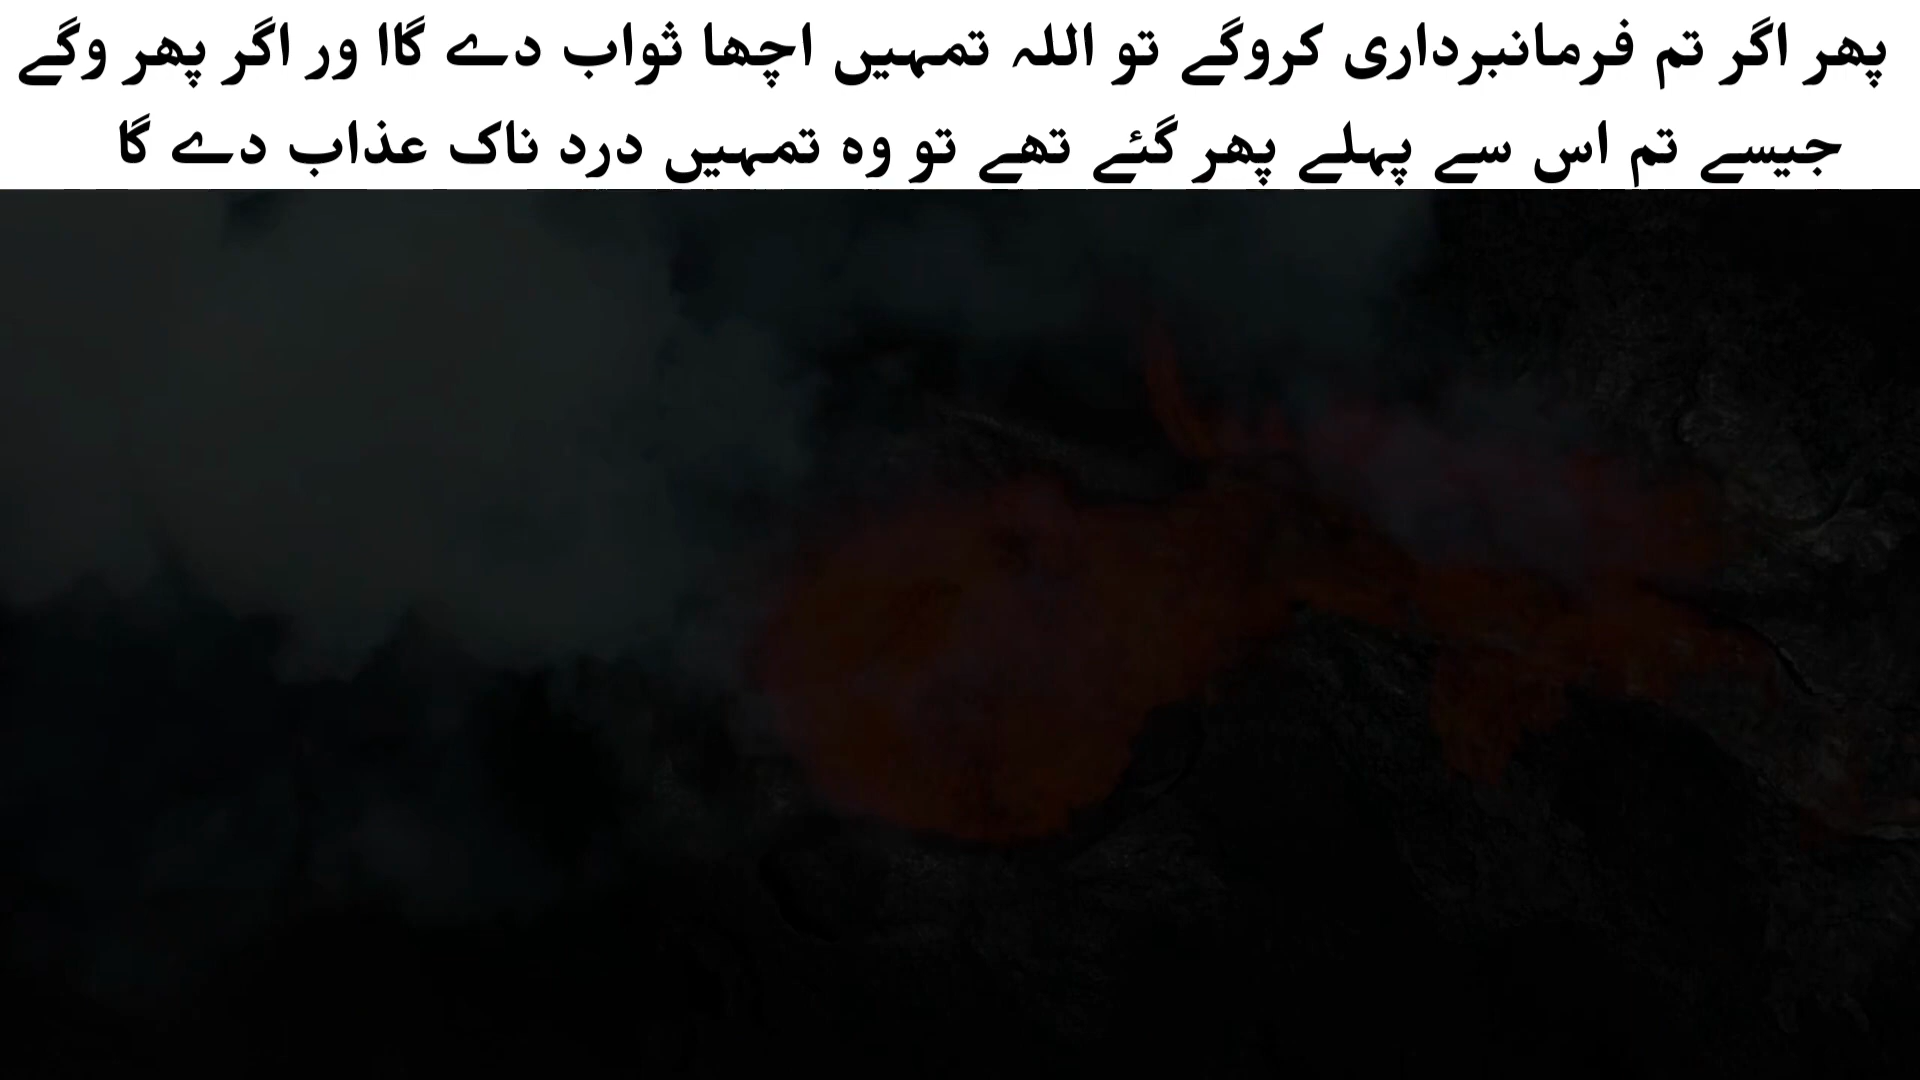 پھر اگر تم فرمانبرداری کروگے تو اللہ تمہیں اچھا ثواب دے گاا ور اگر پھر وگے
جیسے تم اس سے پہلے پھر گئے تھے تو وہ تمہیں درد ناک عذاب دے گا